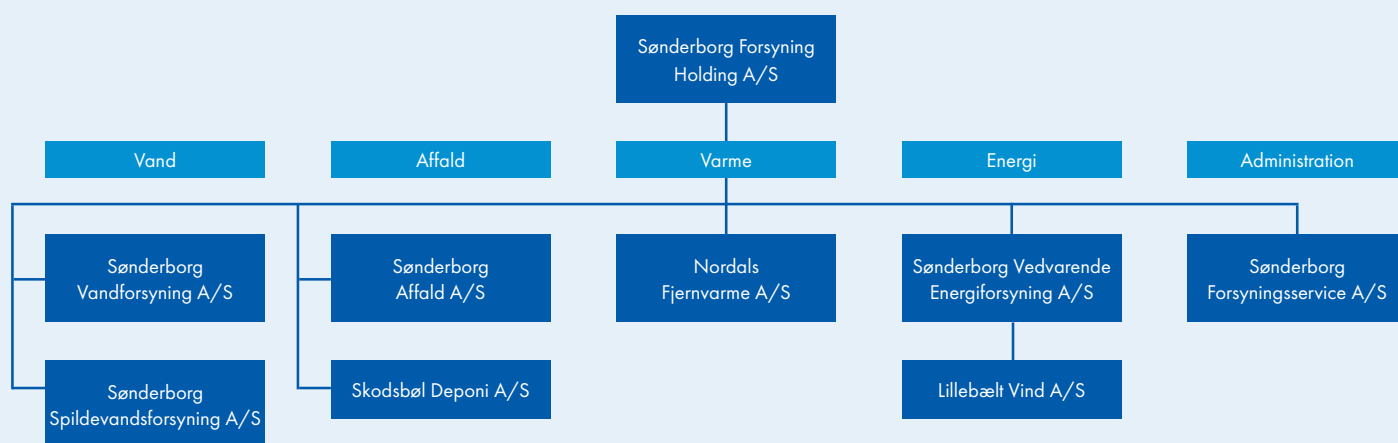 Sønderborg Forsyning
Holding A/S
Vand
Affald
Varme
Energi
Administration
Sønderborg
Vandforsyning A/S
Sønderborg
Affald A/S
Nordals
Fjernvarme A/S
Sønderborg Vedvarende
Energiforsyning A/S
Sønderborg
Forsyningsservice A/S
Sønderborg
Spildevandsforsyning A/S
Skodsbøl Deponi A/S
Lillebælt Vind A/S